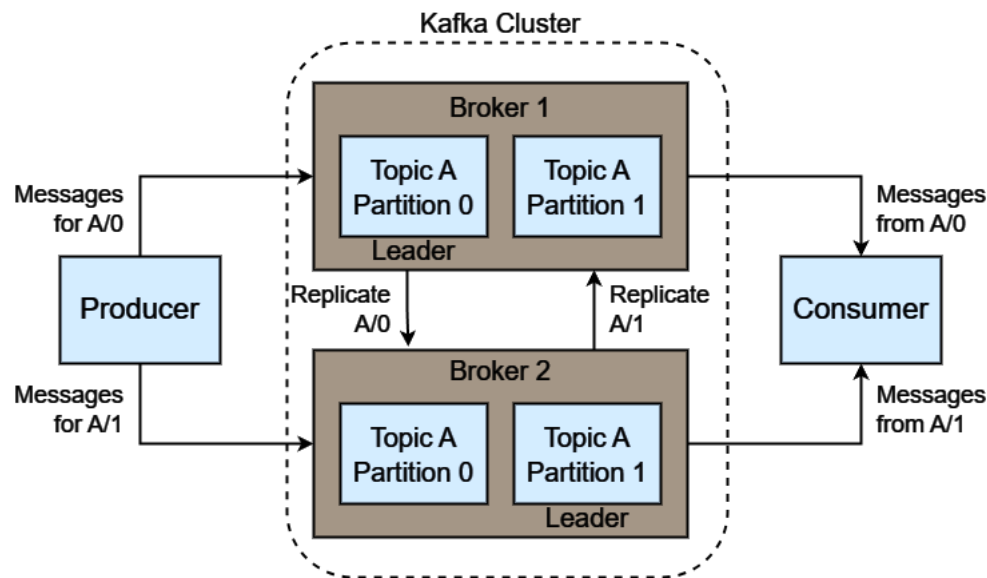 Kafka Cluster
Broker 1
Topic A
Partition 0
Leader
Topic A
Partition 1
Messages
for A/0
Messages
from A/0
Producer
Replicate
A/0
Replicate
A/1
Consumer
Messages
for A/1
Broker 2
Topic A
Partition 0
Topic A
Partition 1
Leader
Messages
from A/1